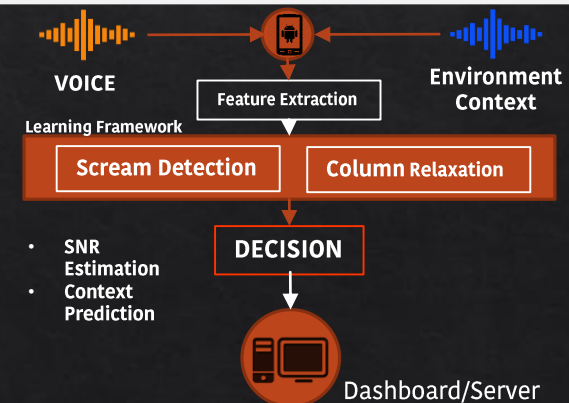 VOICE
Environment
Context
Feature Extraction
Learning Framework
Scream Detection
Column Relaxation
DECISION
• SNR
Estimation
• Context
Prediction
Dashboard/Server